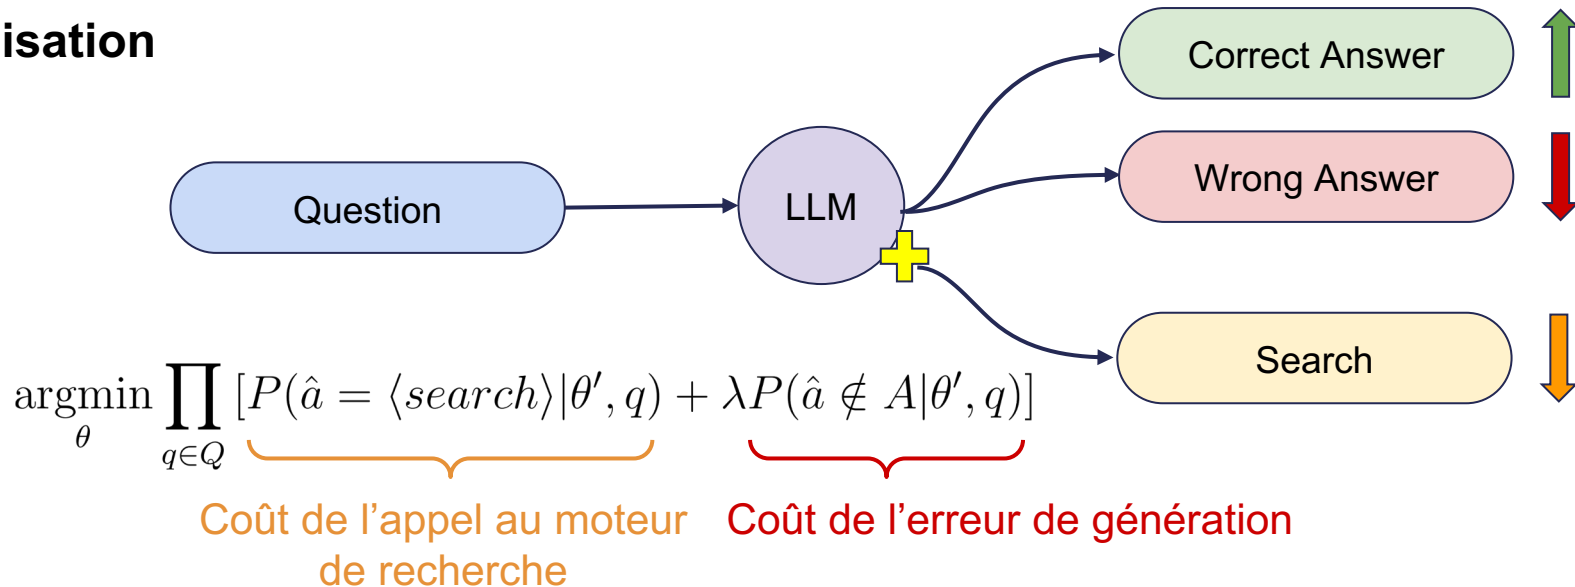 isation
Correct Answer
Wrong Answer
Question
LLM
Search
argmin ∏ [P(â = ⟨search⟩|θ′, q) + λP(â ∉ A|θ′, q)]
θ q∈Q
Coût de l’appel au moteur
de recherche
Coût de l’erreur de génération